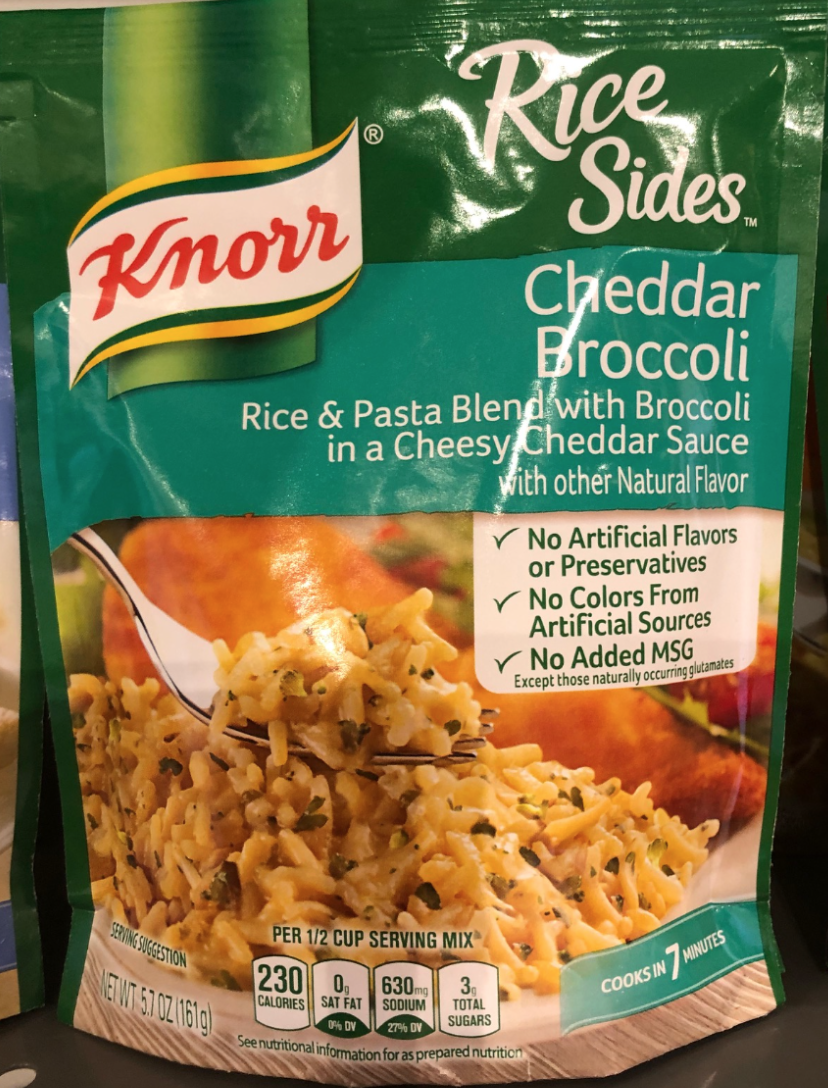 Rice
Sides™
Knorr®
Cheddar
Broccoli
Rice & Pasta Blend with Broccoli
in a Cheesy Cheddar Sauce
with other Natural Flavor
✓ No Artificial Flavors
or Preservatives
✓ No Colors From
Artificial Sources
✓ No Added MSG
Except those naturally occurring glutamates
SERVING SUGGESTION
NET WT 5.7 OZ (161g)
PER 1/2 CUP SERVING MIX
230
CALORIES
0g
SAT FAT
0% DV
630mg
SODIUM
27% DV
3g
TOTAL
SUGARS
See nutritional information for as prepared nutrition
COOKS IN 7 MINUTES